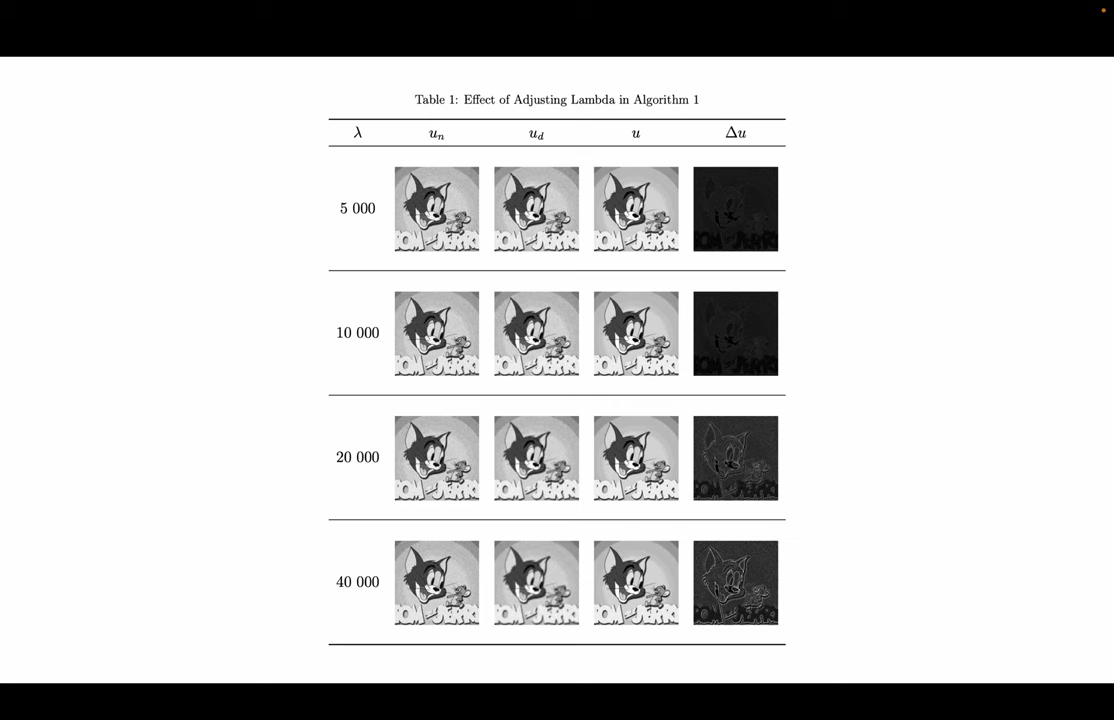 Table 1: Effect of Adjusting Lambda in Algorithm 1
λ uₙ u_d u Δu
5 000
10 000
20 000
40 000